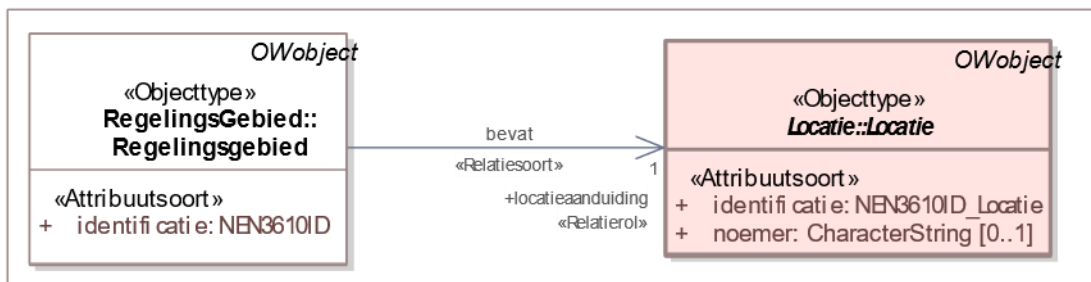 OWobject
«Objecttype»
RegelingsGebied::
Regelingsgebied
«Attribuutsoort»
+ identificatie: NEN3610ID
bevat
«Relatiesoort»
1
+locatieaanduiding
«Relatierol»
OWobject
«Objecttype»
Locatie::Locatie
«Attribuutsoort»
+ identificatie: NEN3610ID_Locatie
+ noemer: CharacterString [0..1]